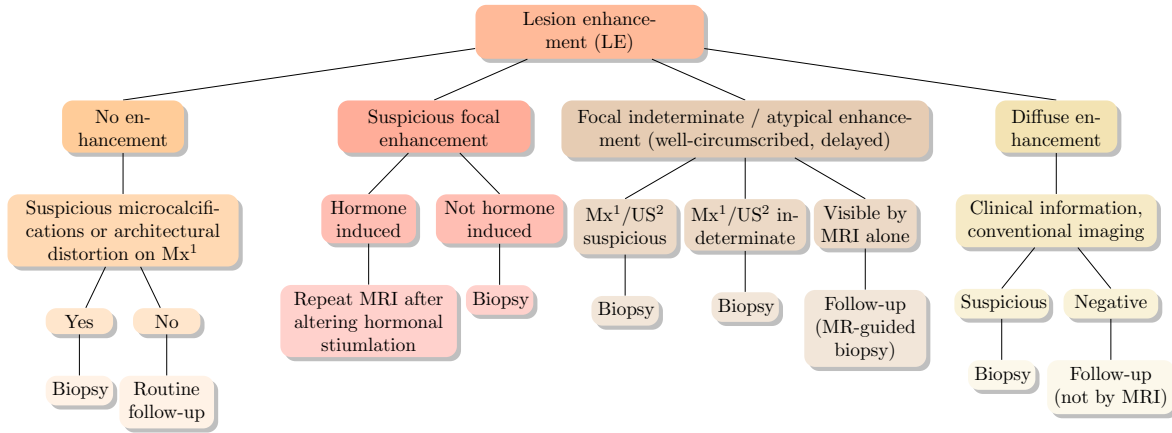 Lesion enhance-
ment (LE)
No en-
hancement
Suspicious focal
enhancement
Focal indeterminate / atypical enhance-
ment (well-circumscribed, delayed)
Diffuse en-
hancement
Suspicious microcalcifi-
cations or architectural
distortion on Mx¹
Hormone
induced
Not hormone
induced
Mx¹/US²
suspicious
Mx¹/US² in-
determinate
Visible by
MRI alone
Clinical information,
conventional imaging
Yes
No
Repeat MRI after
altering hormonal
stiumlation
Biopsy
Biopsy
Biopsy
Follow-up
(MR-guided
biopsy)
Suspicious
Negative
Biopsy
Routine
follow-up
Biopsy
Follow-up
(not by MRI)